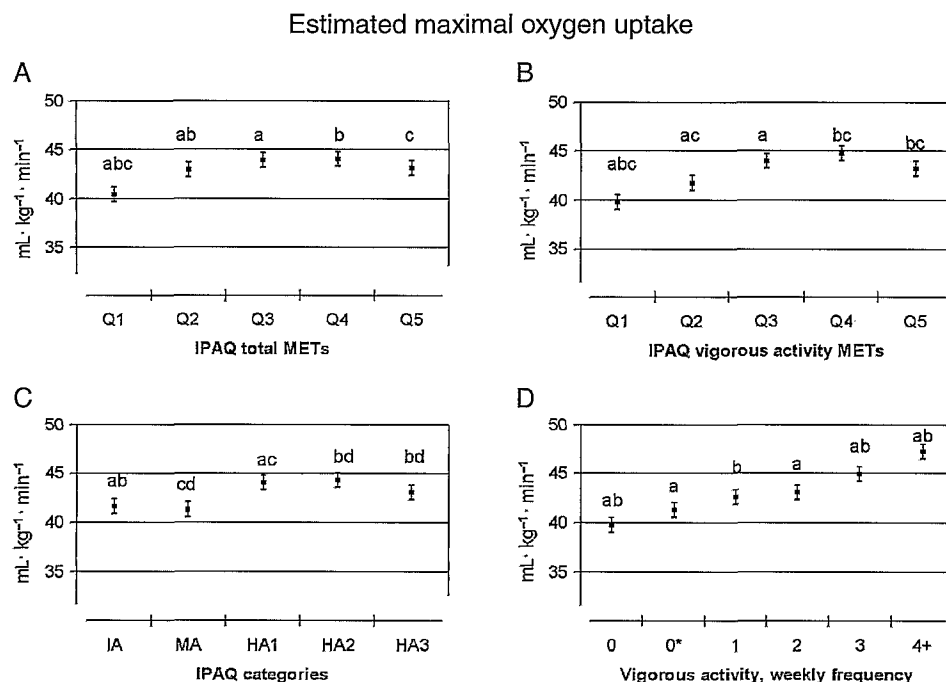 Estimated maximal oxygen uptake
A
mL· kg⁻¹· min⁻¹
50
45
40
35
abc
ab
a
b
c
Q1 Q2 Q3 Q4 Q5
IPAQ total METs
B
mL· kg⁻¹· min⁻¹
50
45
40
35
abc
ac
a
bc
bc
Q1 Q2 Q3 Q4 Q5
IPAQ vigorous activity METs
C
mL· kg⁻¹· min⁻¹
50
45
40
35
ab
cd
ac
bd
bd
IA MA HA1 HA2 HA3
IPAQ categories
D
mL· kg⁻¹· min⁻¹
50
45
40
35
ab
a
b
a
ab
ab
0 0* 1 2 3 4+
Vigorous activity, weekly frequency